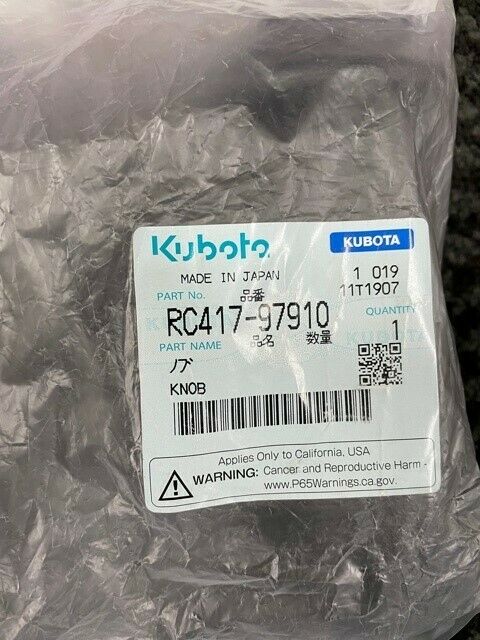 Kubota
KUBOTA
MADE IN JAPAN
1 019
PART No.
品番
11T1907
RC417-97910
QUANTITY
1
PART NAME
品名
数量
ノブ
KNOB
Applies Only to California, USA
WARNING: Cancer and Reproductive Harm -
www.P65Warnings.ca.gov.